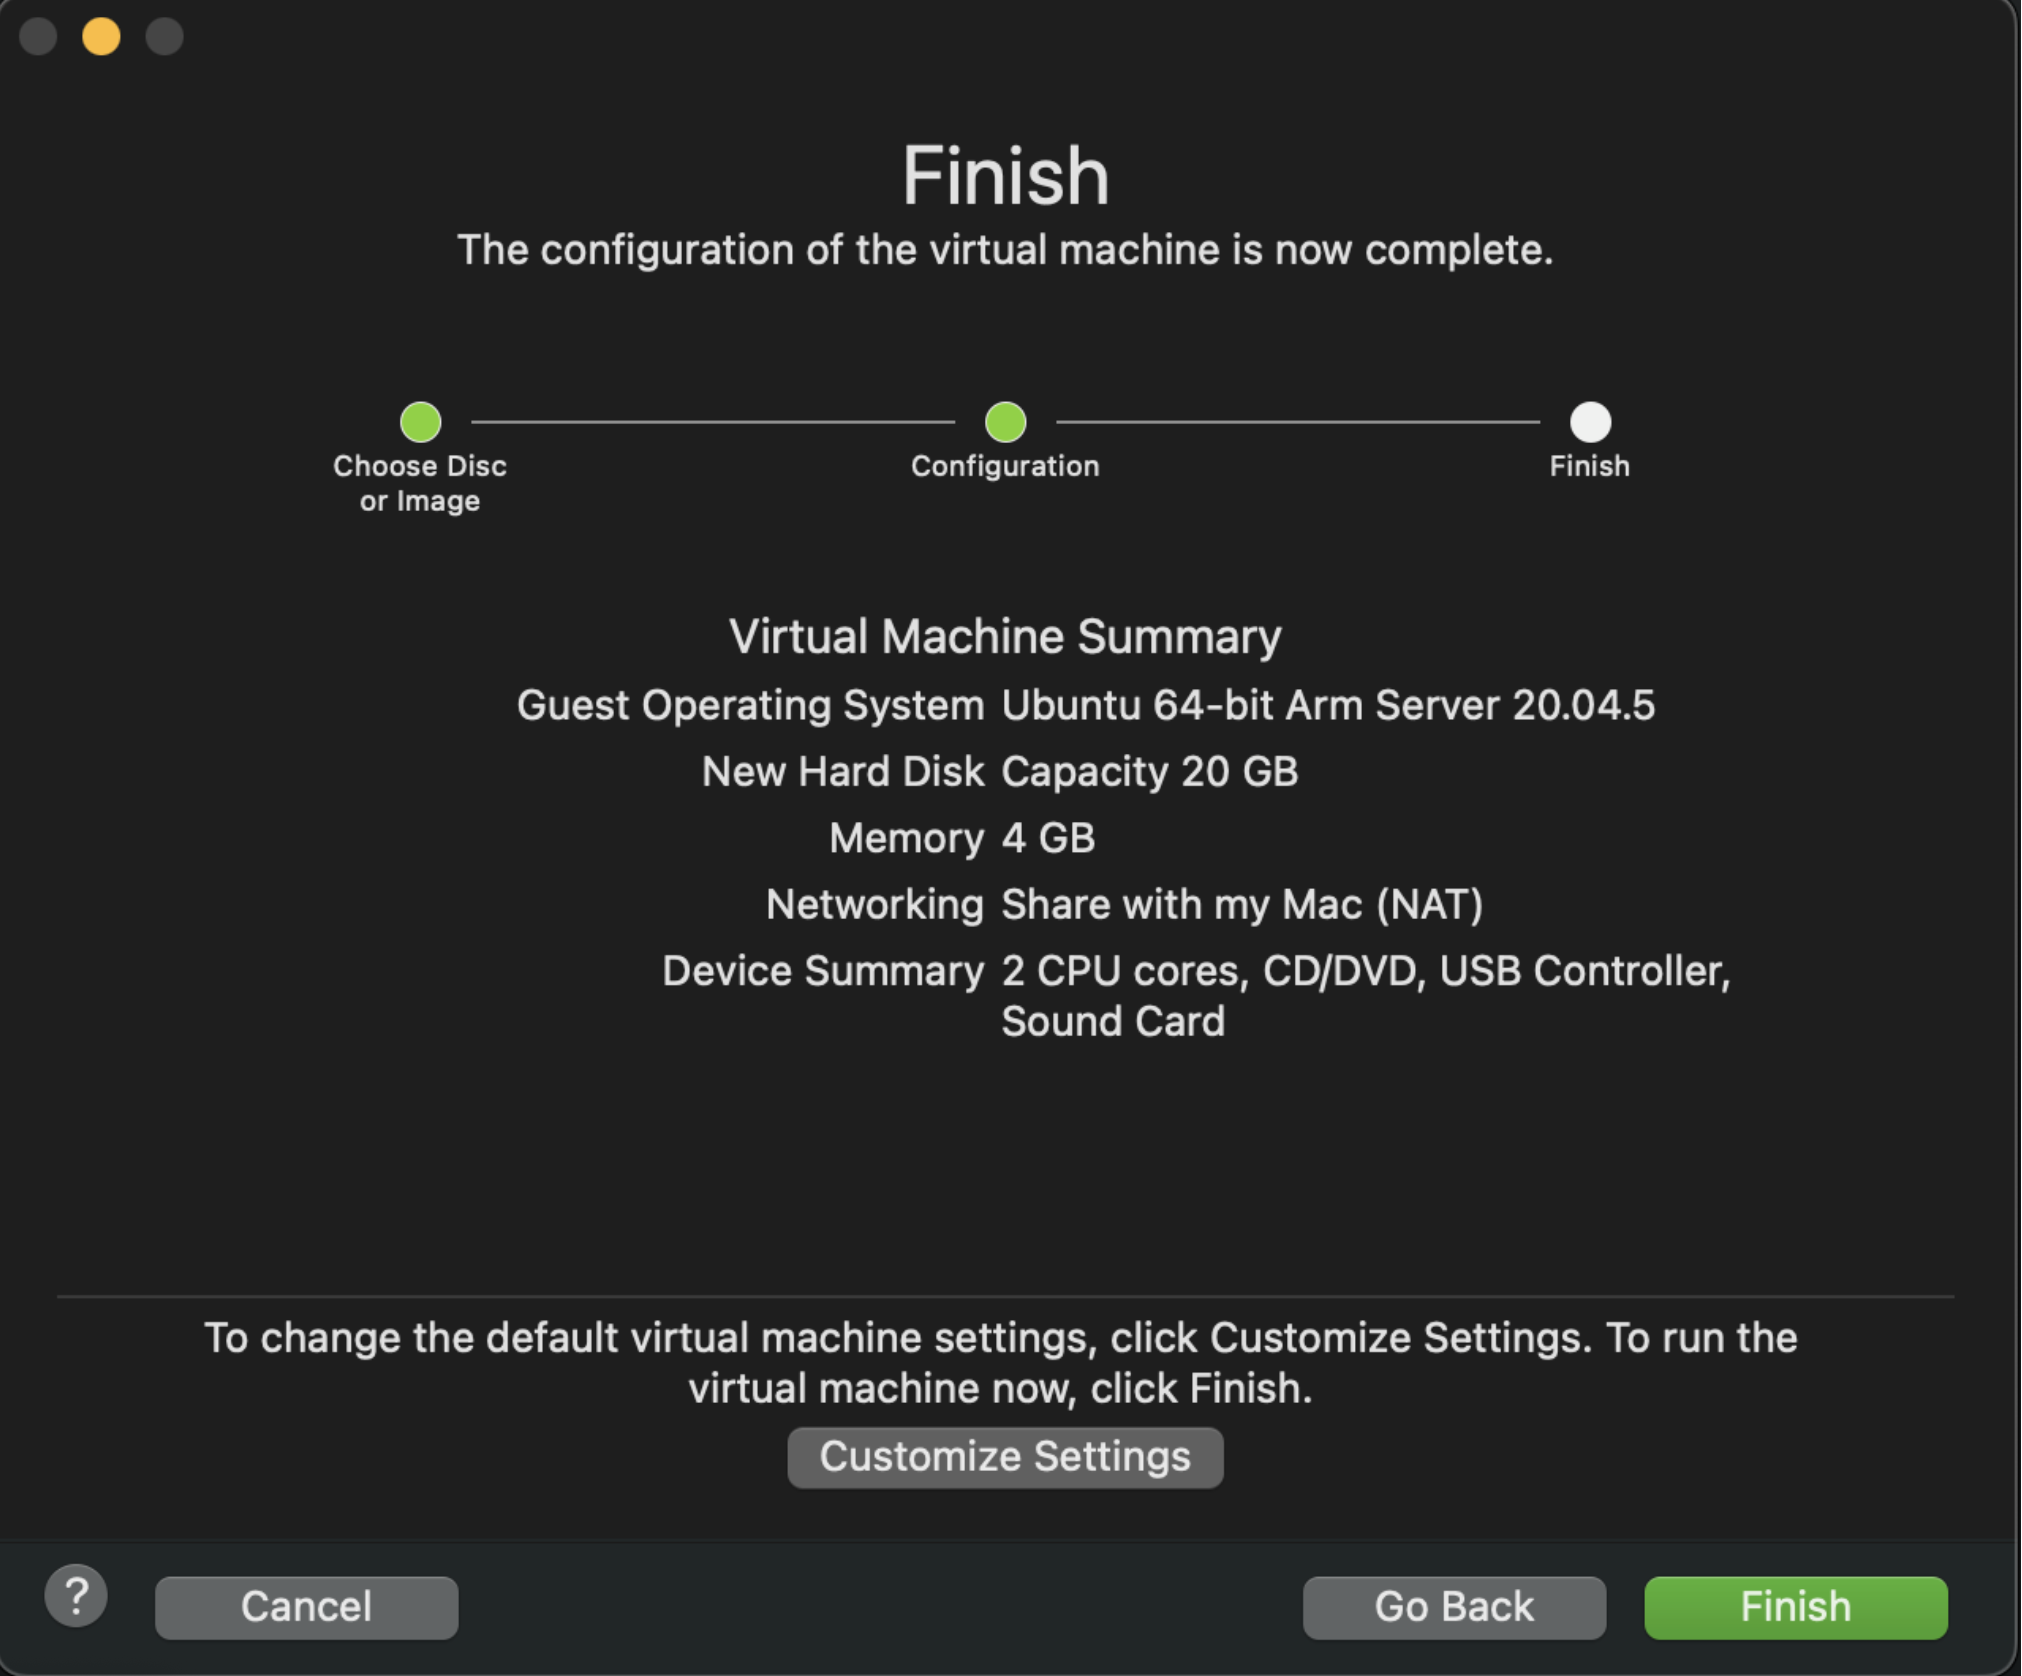 Finish
The configuration of the virtual machine is now complete.
Choose Disc
or Image
Configuration
Finish
Virtual Machine Summary
Guest Operating System Ubuntu 64-bit Arm Server 20.04.5
New Hard Disk Capacity 20 GB
Memory 4 GB
Networking Share with my Mac (NAT)
Device Summary 2 CPU cores, CD/DVD, USB Controller,
Sound Card
To change the default virtual machine settings, click Customize Settings. To run the
virtual machine now, click Finish.
Customize Settings
? Cancel Go Back Finish